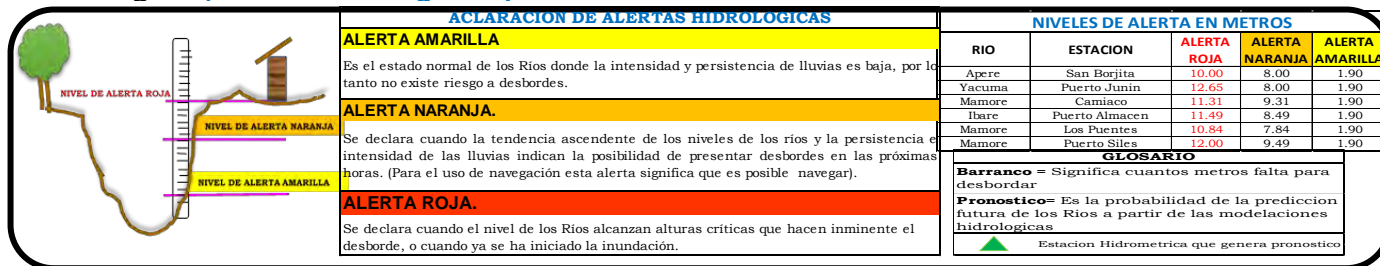 NIVEL DE ALERTA ROJA
NIVEL DE ALERTA NARANJA
NIVEL DE ALERTA AMARILLA
ACLARACION DE ALERTAS HIDROLOGICAS
ALERTA AMARILLA
Es el estado normal de los Rios donde la intensidad y persistencia de lluvias es baja, por lo
tanto no existe riesgo a desbordes.
ALERTA NARANJA.
Se declara cuando la tendencia ascendente de los niveles de los ríos y la persistencia e
intensidad de las lluvias indican la posibilidad de presentar desbordes en las próximas
horas. (Para el uso de navegación esta alerta significa que es posible navegar).
ALERTA ROJA.
Se declara cuando el nivel de los Ríos alcanzan alturas críticas que hacen inminente el
desborde, o cuando ya se ha iniciado la inundación.
NIVELES DE ALERTA EN METROS
RIO ESTACION ALERTA ROJA ALERTA NARANJA ALERTA AMARILLA
Apere San Borjita 10.00 8.00 1.90
Yacuma Puerto Junin 12.65 8.00 1.90
Mamore Camiaco 11.31 9.31 1.90
Ibare Puerto Almacen 11.49 8.49 1.90
Mamore Los Puentes 10.84 7.84 1.90
Mamore Puerto Siles 12.00 9.49 1.90
GLOSARIO
Barranco = Significa cuantos metros falta para
desbordar
Pronostico= Es la probabilidad de la prediccion
futura de los Rios a partir de las modelaciones
hidrologicas
Estacion Hidrometrica que genera pronostico